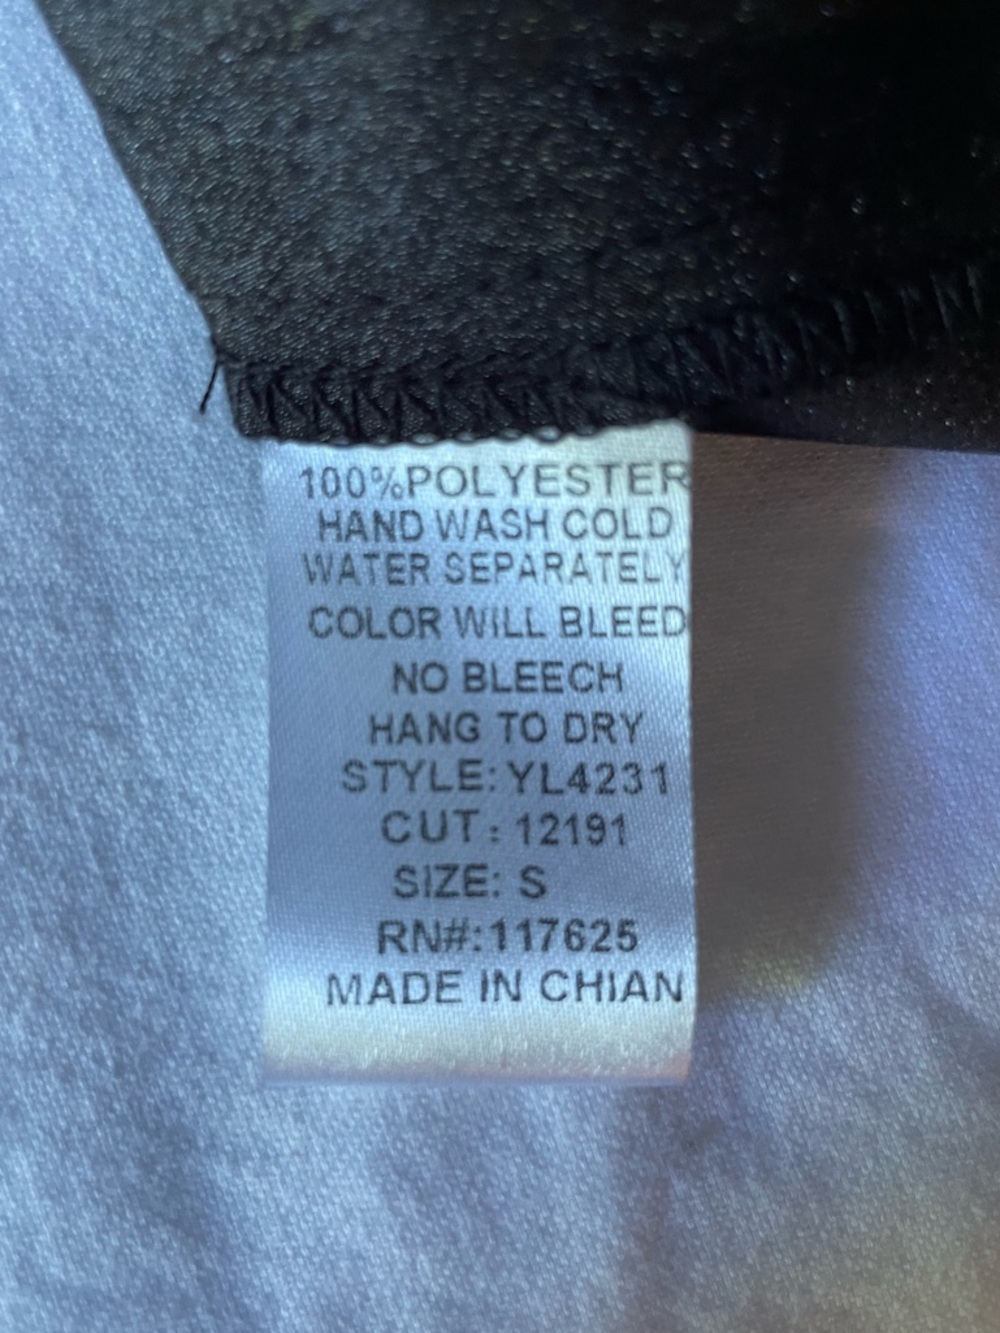 100%POLYESTER
HAND WASH COLD
WATER SEPARATELY
COLOR WILL BLEED
NO BLEECH
HANG TO DRY
STYLE: YL4231
CUT: 12191
SIZE: S
RN#:117625
MADE IN CHIAN